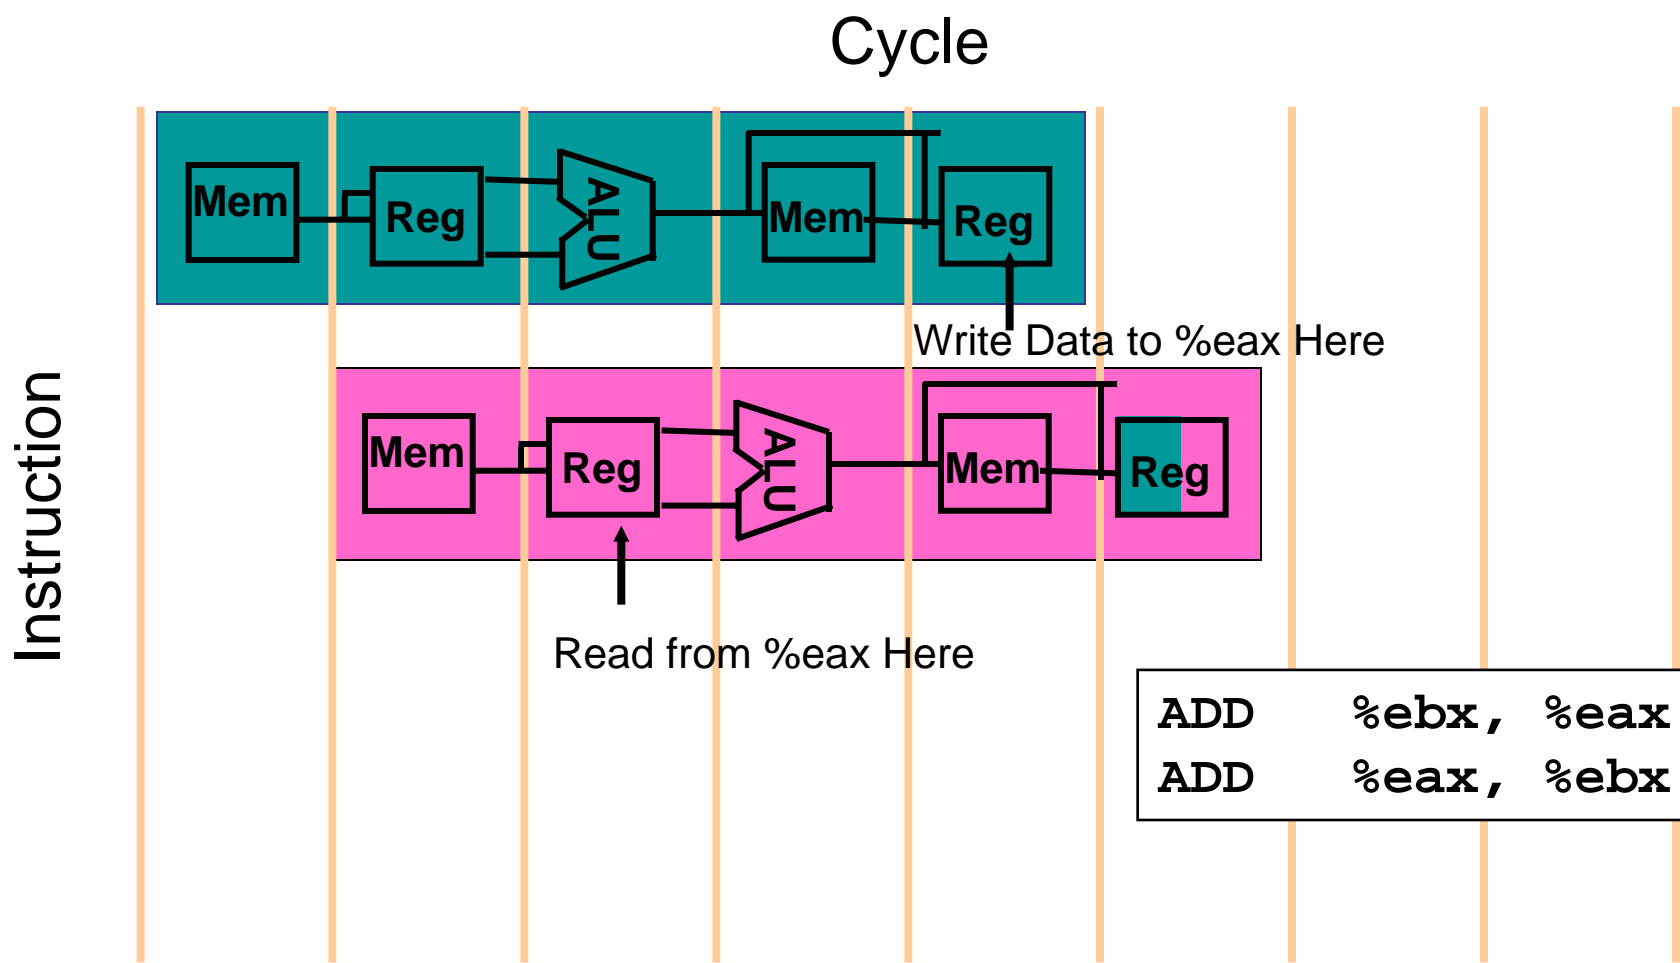 Cycle
Instruction
Mem Reg ALU Mem Reg
Write Data to %eax Here
Mem Reg ALU Mem Reg
Read from %eax Here
ADD %ebx, %eax
ADD %eax, %ebx